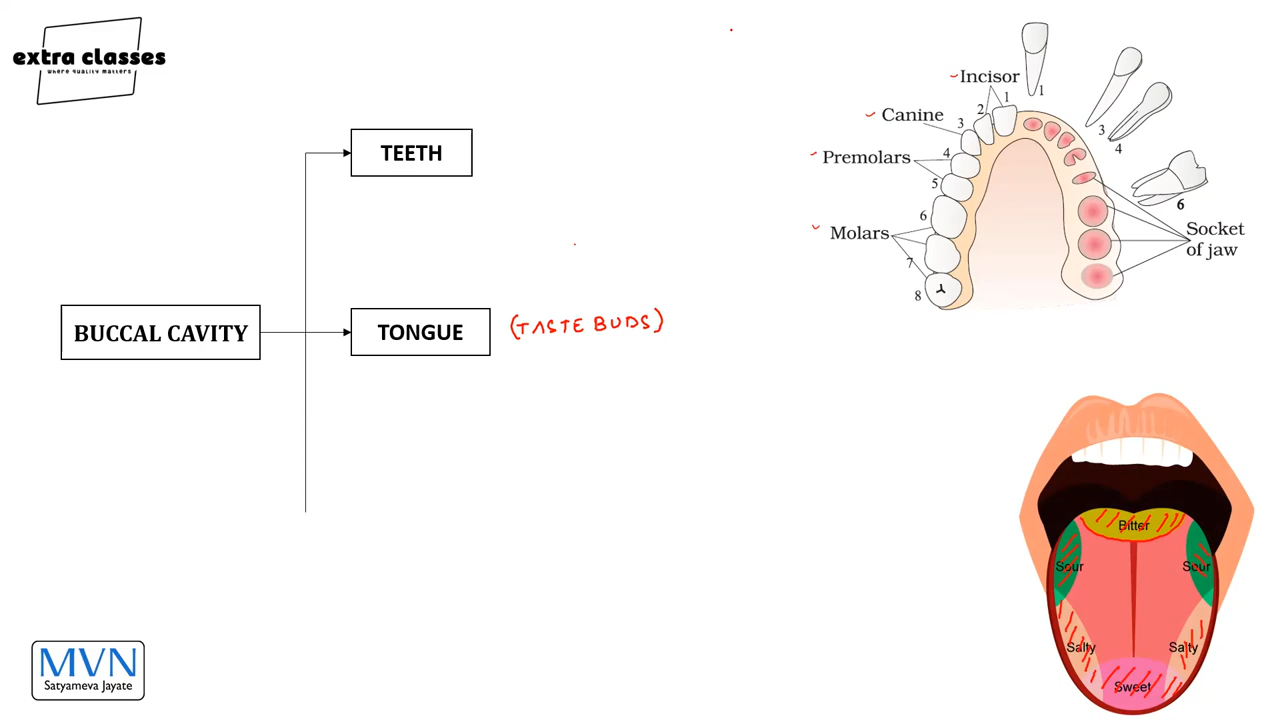 extra classes
where quality matters
TEETH
BUCCAL CAVITY
TONGUE
(TASTE BUDS)
MVN
Satyameva Jayate
Incisor
Canine
Premolars
Molars
1
2
3
4
5
6
7
8
1
3
4
6
Socket
of jaw
Bitter
Sour
Sour
Salty
Salty
Sweet